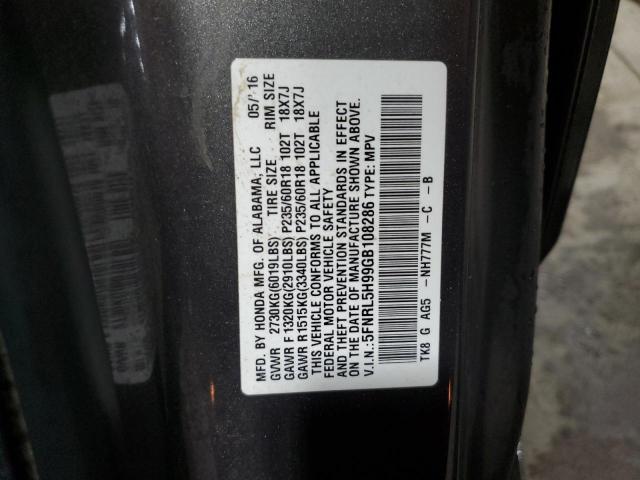 MFD. BY HONDA MFG. OF ALABAMA, LLC 05/'16
GVWR 2730KG(6019LBS) TIRE SIZE RIM SIZE
GAWR F 1320KG(2910LBS) P235/60R18 102T 18X7J
GAWR R1515KG(3340LBS) P235/60R18 102T 18X7J
THIS VEHICLE CONFORMS TO ALL APPLICABLE
FEDERAL MOTOR VEHICLE SAFETY
AND THEFT PREVENTION STANDARDS IN EFFECT
ON THE DATE OF MANUFACTURE SHOWN ABOVE.
V.I.N.:5FNRL5H99GB108286 TYPE: MPV
TK8 G AG5 -NH777M -C -B